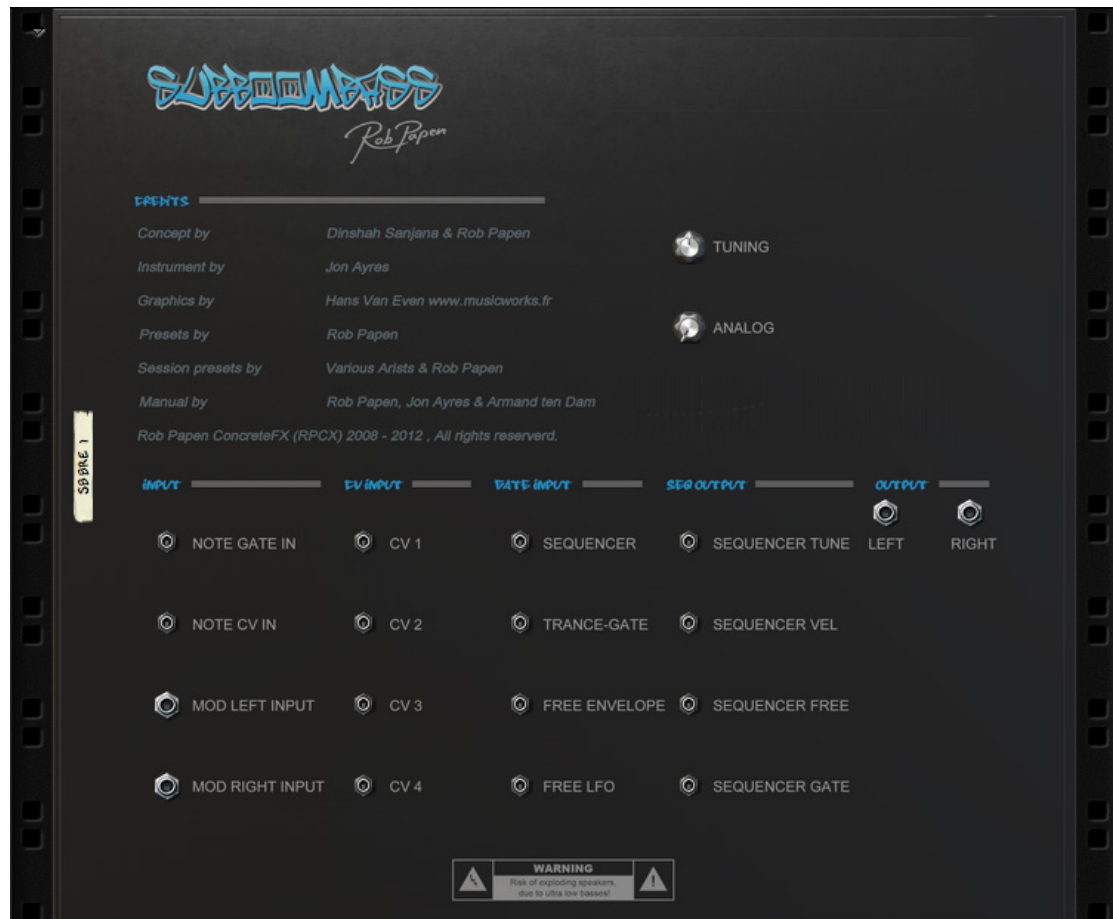 SUBBOOMBASS
Rob Papen
CREDITS
Concept by Dinshah Sanjana & Rob Papen
Instrument by Jon Ayres
Graphics by Hans Van Even www.musicworks.fr
Presets by Rob Papen
Session presets by Various Arists & Rob Papen
Manual by Rob Papen, Jon Ayres & Armand ten Dam
Rob Papen ConcreteFX (RPCX) 2008 - 2012 , All rights reserverd.
TUNING
ANALOG
SBBRE 1
INPUT CV INPUT GATE INPUT SEQ OUTPUT OUTPUT
NOTE GATE IN CV 1 SEQUENCER SEQUENCER TUNE LEFT RIGHT
NOTE CV IN CV 2 TRANCE-GATE SEQUENCER VEL
MOD LEFT INPUT CV 3 FREE ENVELOPE SEQUENCER FREE
MOD RIGHT INPUT CV 4 FREE LFO SEQUENCER GATE
WARNING
Risk of exploding speakers,
due to ultra low basses!